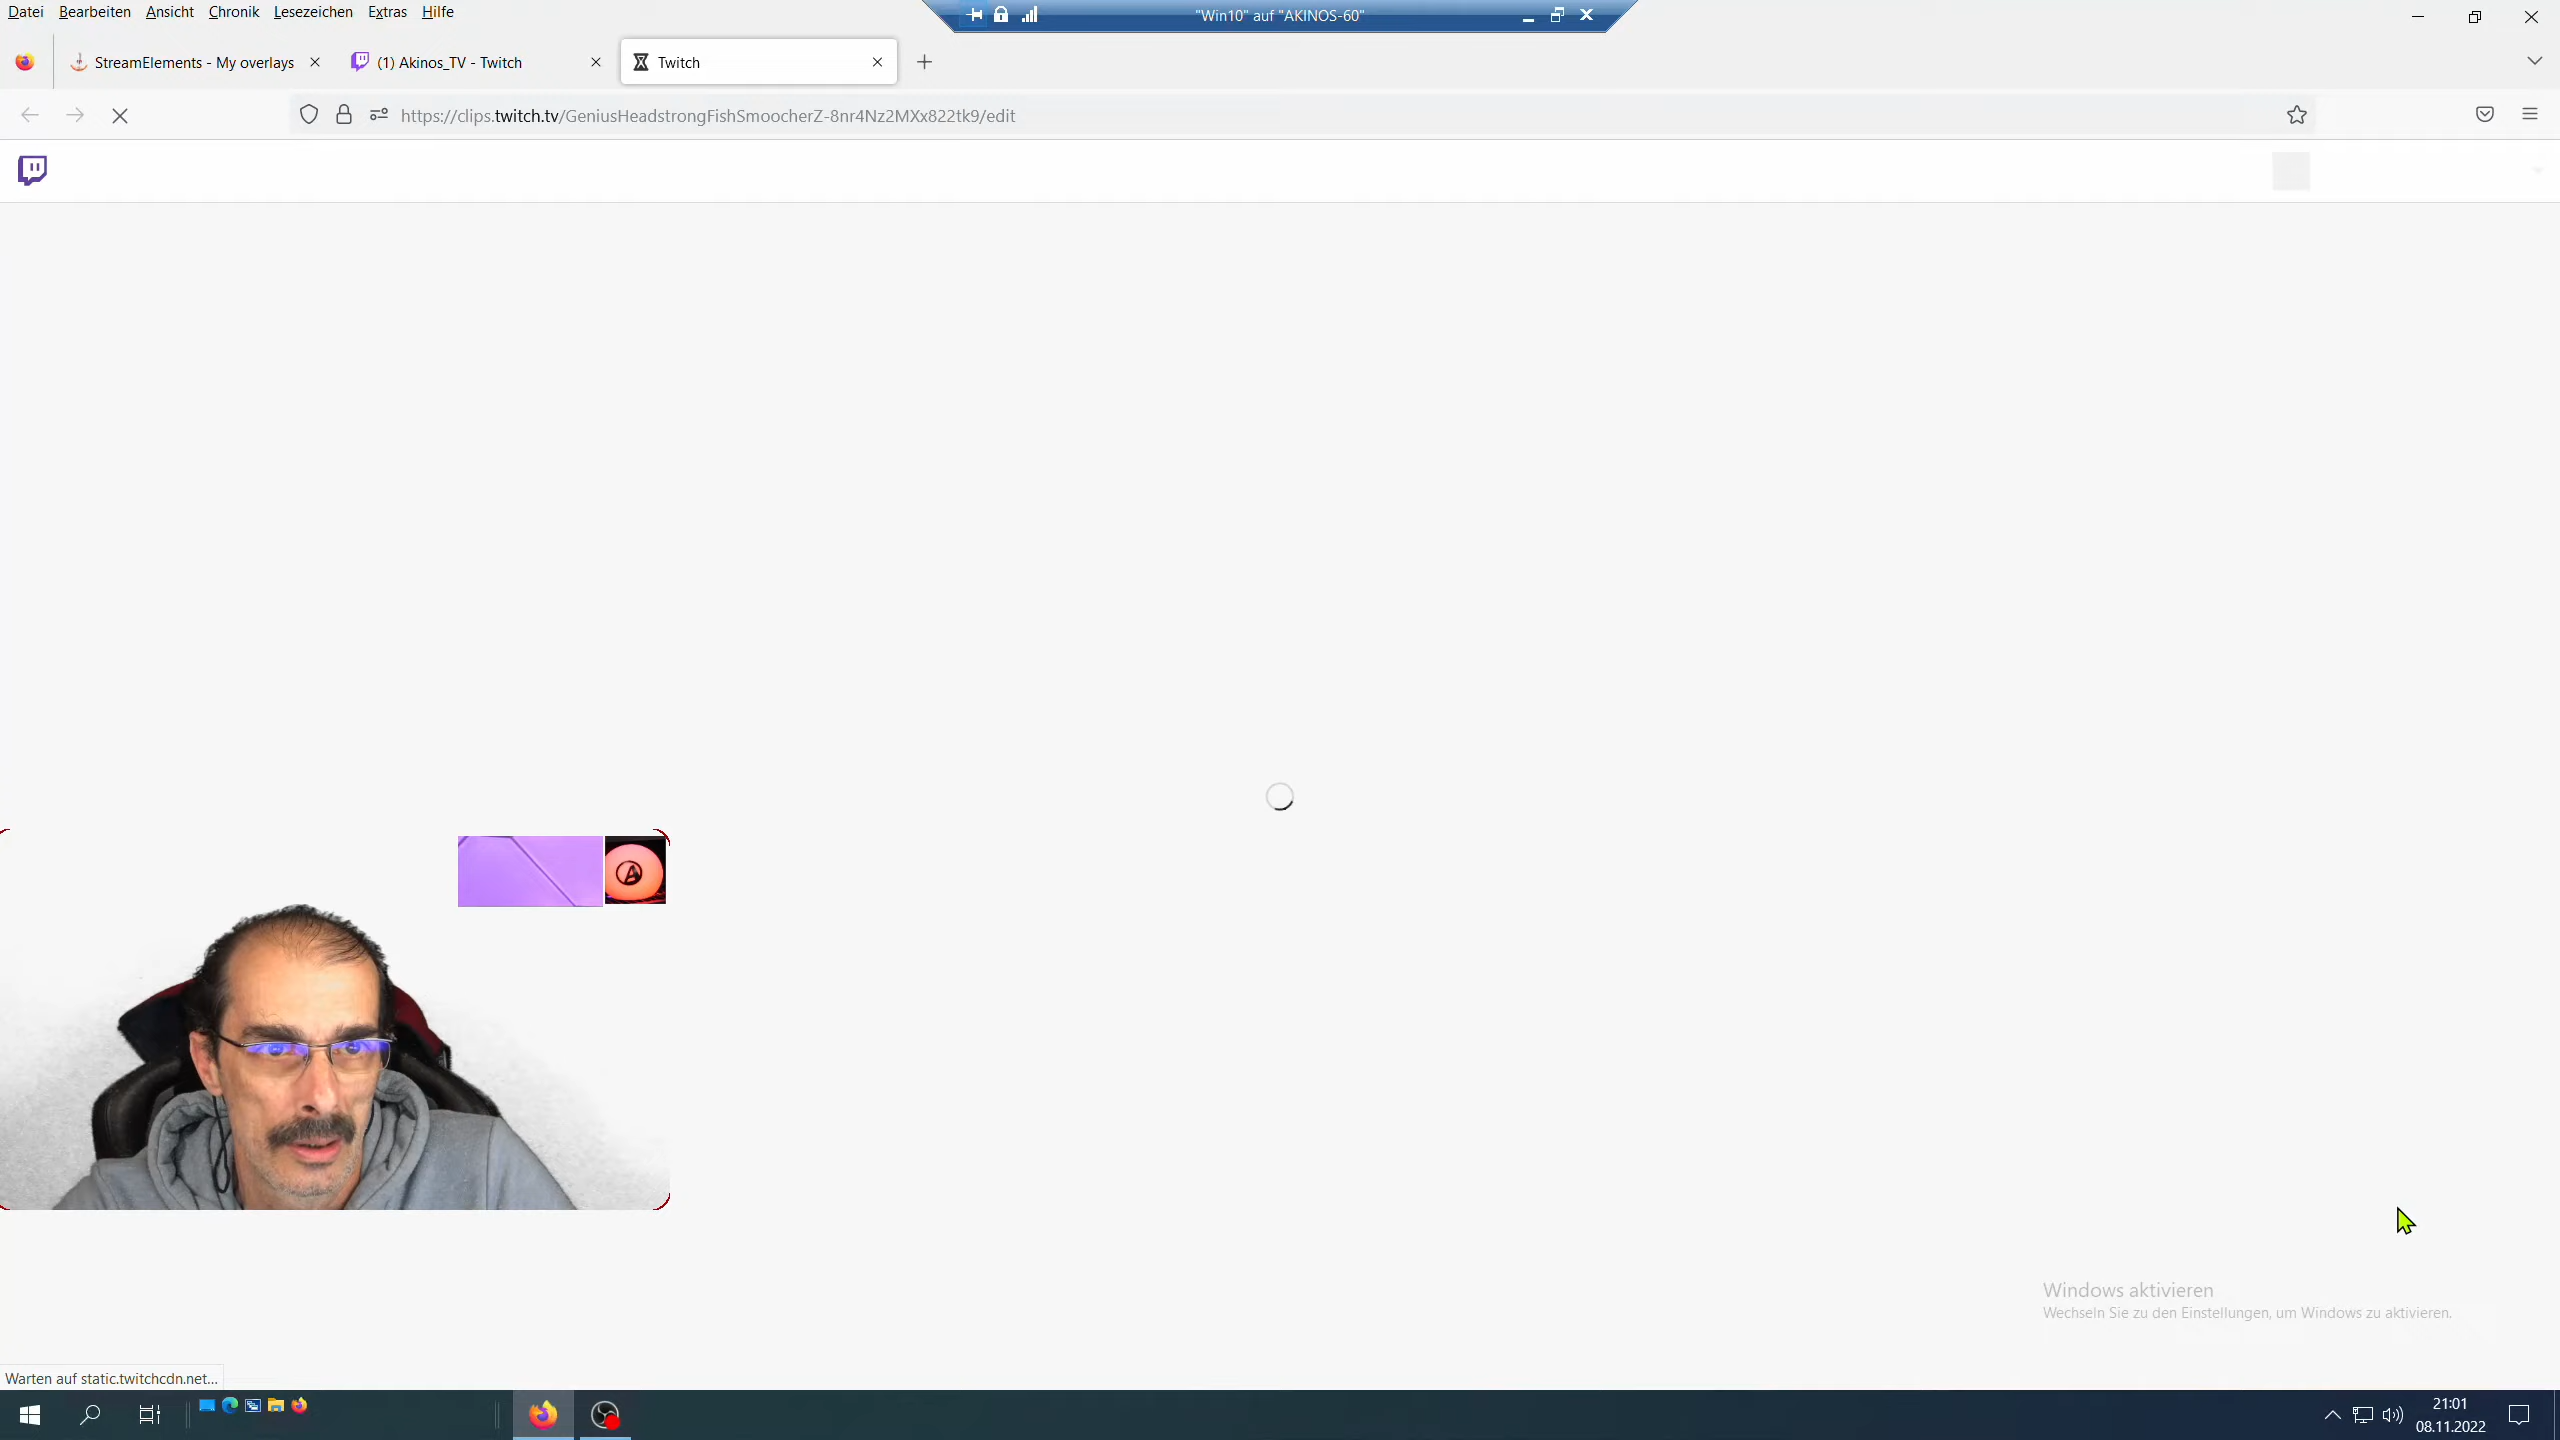 Datei Bearbeiten Ansicht Chronik Lesezeichen Extras Hilfe
"Win10" auf "AKINOS-60"
StreamElements - My overlays
(1) Akinos_TV - Twitch
Twitch
https://clips.twitch.tv/GeniusHeadstrongFishSmoocherZ-8nr4Nz2MXx822tk9/edit
A
Windows aktivieren
Wechseln Sie zu den Einstellungen, um Windows zu aktivieren.
Warten auf static.twitchcdn.net...
21:01
08.11.2022